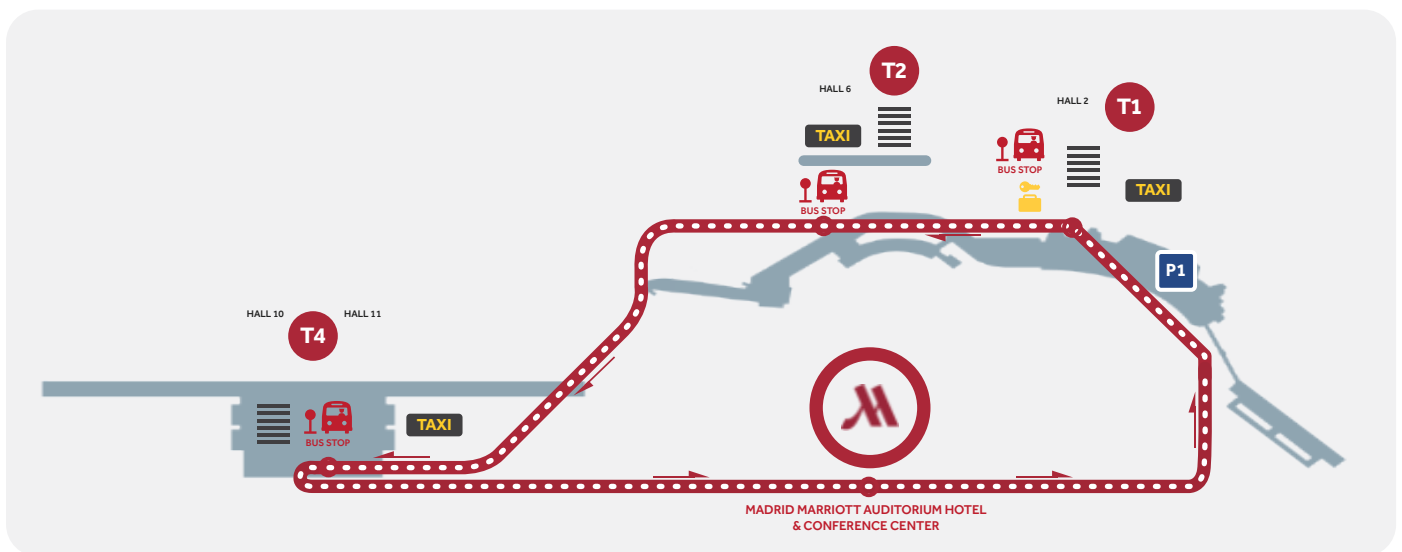 T2
HALL 6
TAXI
BUS STOP
HALL 2
T1
BUS STOP
TAXI
P1
HALL 10
T4
HALL 11
BUS STOP
TAXI
MADRID MARRIOTT AUDITORIUM HOTEL
& CONFERENCE CENTER